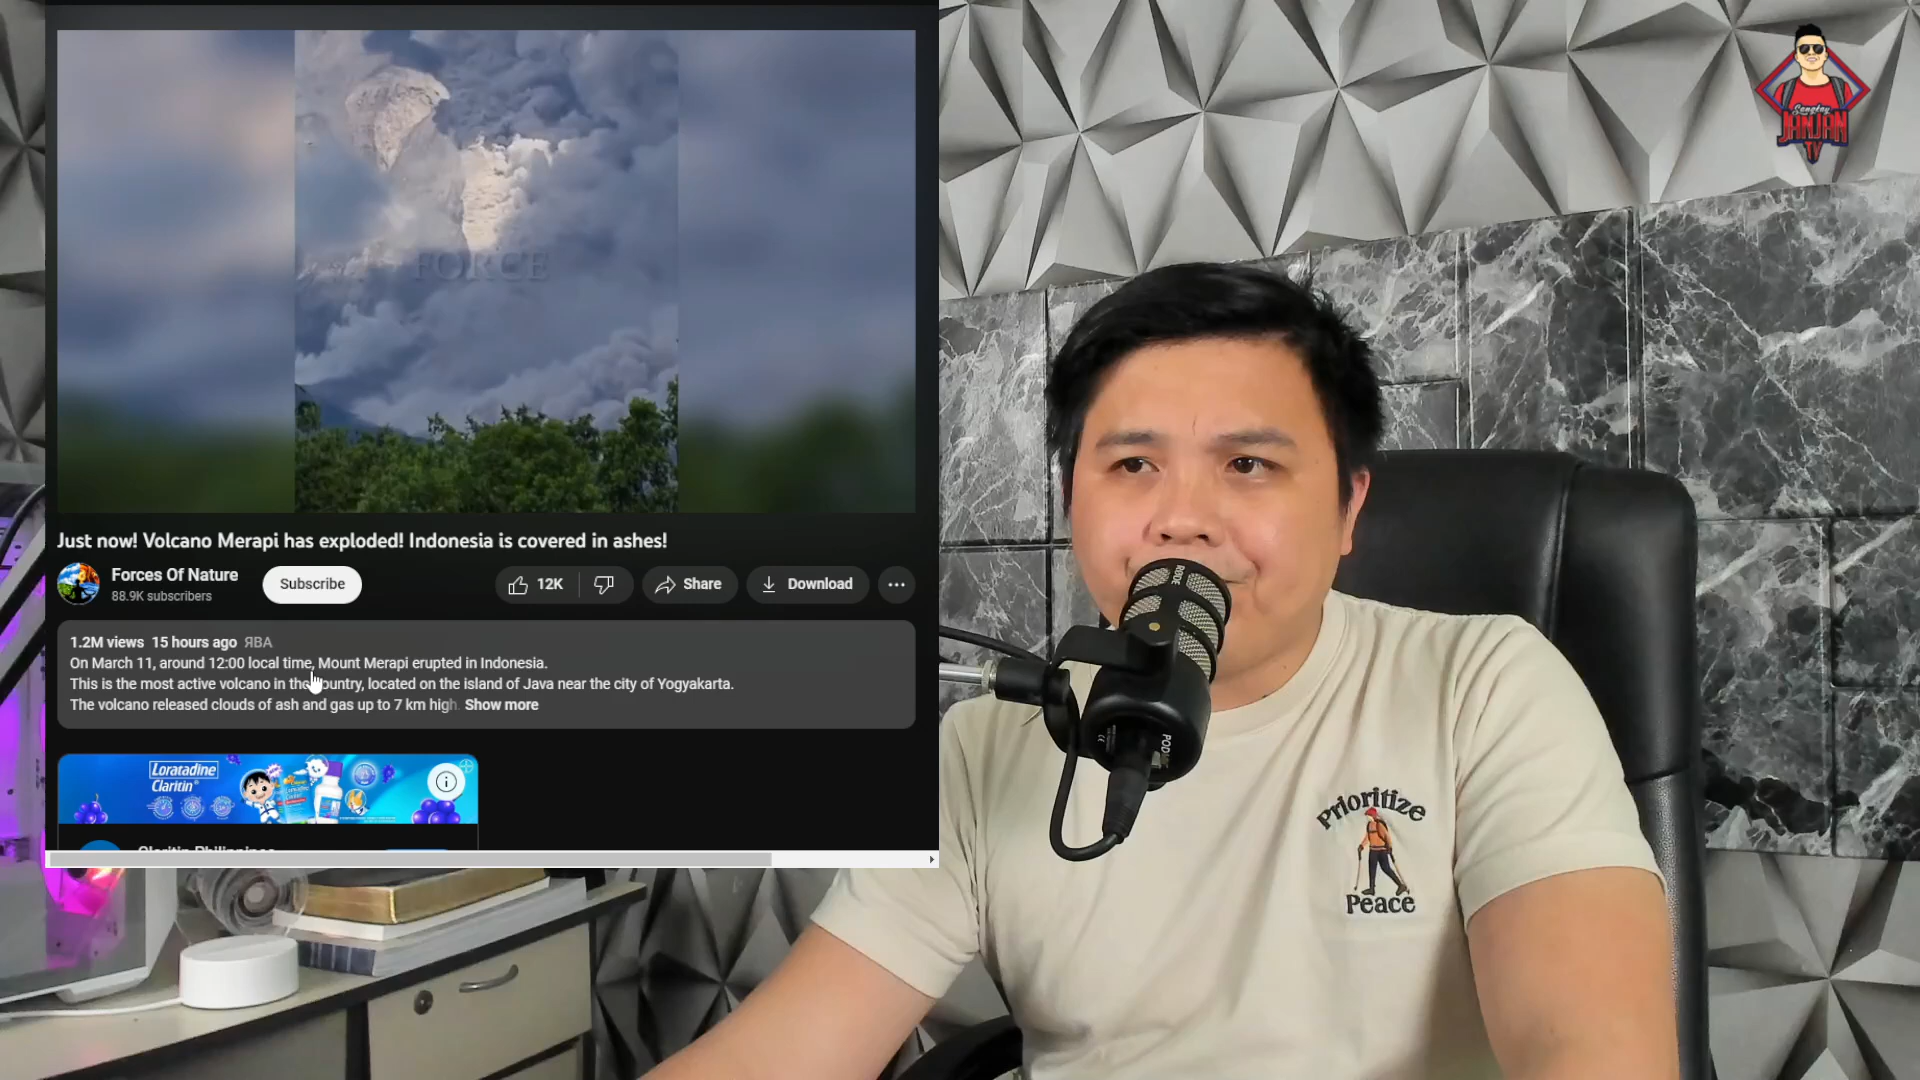 FORCE
Just now! Volcano Merapi has exploded! Indonesia is covered in ashes!
Forces Of Nature
88.9K subscribers
Subscribe
12K
Share
Download
1.2M views 15 hours ago ЯВА
On March 11, around 12:00 local time, Mount Merapi erupted in Indonesia.
This is the most active volcano in the country, located on the island of Java near the city of Yogyakarta.
The volcano released clouds of ash and gas up to 7 km high. Show more
Loratadine
Claritin
Claritin Philippines
Sangkay
JANJAN
TV
RØDE
POD
Prioritize
Peace